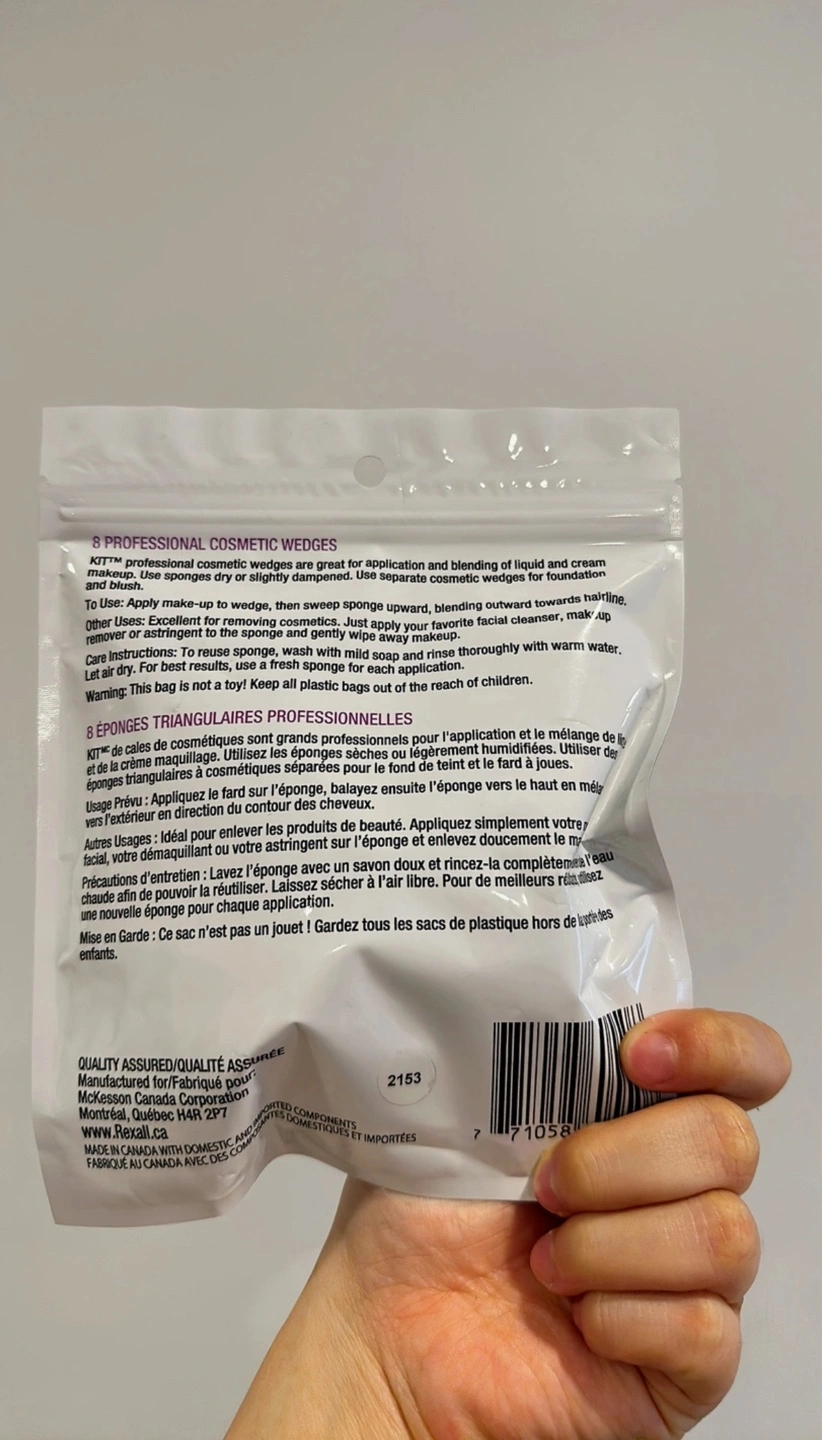 8 PROFESSIONAL COSMETIC WEDGES
KIT™ professional cosmetic wedges are great for application and blending of liquid and cream
makeup. Use sponges dry or slightly dampened. Use separate cosmetic wedges for foundation
and blush.
To Use: Apply make-up to wedge, then sweep sponge upward, blending outward towards hairline.
Other Uses: Excellent for removing cosmetics. Just apply your favorite facial cleanser, makeup
remover or astringent to the sponge and gently wipe away makeup.
Care Instructions: To reuse sponge, wash with mild soap and rinse thoroughly with warm water.
Let air dry. For best results, use a fresh sponge for each application.
Warning: This bag is not a toy! Keep all plastic bags out of the reach of children.
8 ÉPONGES TRIANGULAIRES PROFESSIONNELLES
KIT᷾ᴹᶜ de cales de cosmétiques sont grands professionnels pour l'application et le mélange de
et de la crème maquillage. Utilisez les éponges sèches ou légèrement humidifiées. Utiliser des
éponges triangulaires à cosmétiques séparées pour le fond de teint et le fard à joues.
Usage Prévu : Appliquez le fard sur l'éponge, balayez ensuite l'éponge vers le haut en
vers l'extérieur en direction du contour des cheveux.
Autres Usages : Idéal pour enlever les produits de beauté. Appliquez simplement votre
facial, votre démaquillant ou votre astringent sur l'éponge et enlevez doucement le
Précautions d'entretien : Lavez l'éponge avec un savon doux et rincez-la l'eau
chaude afin de pouvoir la réutiliser. Laissez sécher à l'air libre. Pour de meilleurs
une nouvelle éponge pour chaque application.
Mise en Garde : Ce sac n'est pas un jouet ! Gardez tous les sacs de plastique hors de des
enfants.
QUALITY ASSURED/QUALITÉ ASSURÉE
Manufactured for/Fabriqué pour:
McKesson Canada Corporation
Montréal, Québec H4R 2P7
www.Rexall.ca
MADE IN CANADA WITH DOMESTIC AND IMPORTED COMPONENTS
FABRIQUÉ AU CANADA AVEC DES COMPOSANTES DOMESTIQUES ET IMPORTÉES
2153
7 71058